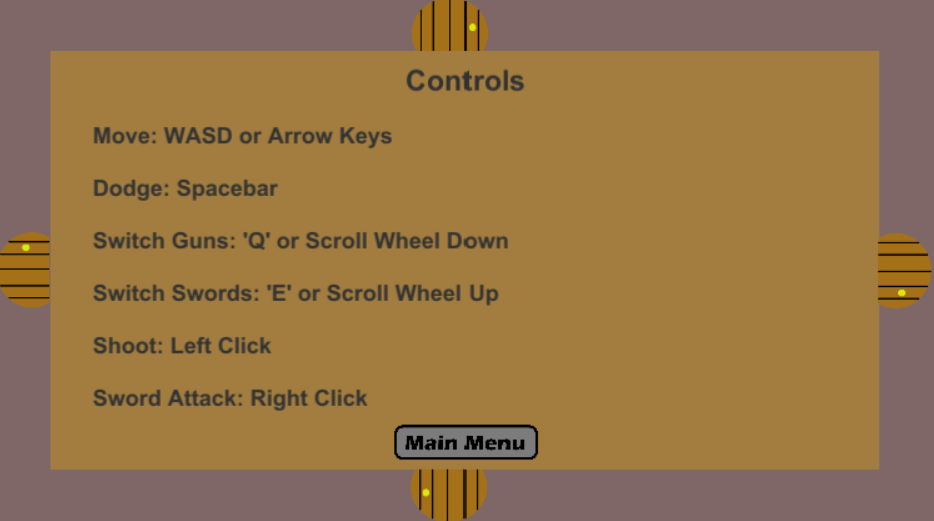 Controls
Move: WASD or Arrow Keys
Dodge: Spacebar
Switch Guns: 'Q' or Scroll Wheel Down
Switch Swords: 'E' or Scroll Wheel Up
Shoot: Left Click
Sword Attack: Right Click
Main Menu